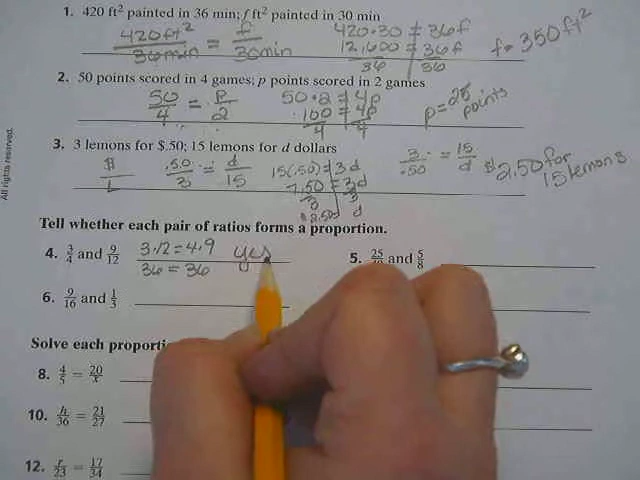 1. 420 ft² painted in 36 min; f ft² painted in 30 min
420ft²/36min = f/30min
420·30 = 36f
12,600 = 36f
36 36
f= 350ft²
2. 50 points scored in 4 games; p points scored in 2 games
50/4 = p/2
50·2 = 4p
100 = 4p
4 4
p=25 points
3. 3 lemons for $.50; 15 lemons for d dollars
$/L
.50/3 = d/15
15(.50) = 3d
7.50 = 3d
3 3
$2.50 d
3/.50 = 15/d
$2.50 for
15 lemons
All rights reserved.
Tell whether each pair of ratios forms a proportion.
4. 3/4 and 9/12
3·12 = 4·9
36 = 36
yes
5. and 5/8
6. 9/16 and 1/3
Solve each
8. 4/5 = 20/x
10. h/36 = 21/27
12. r/23 = 17/34